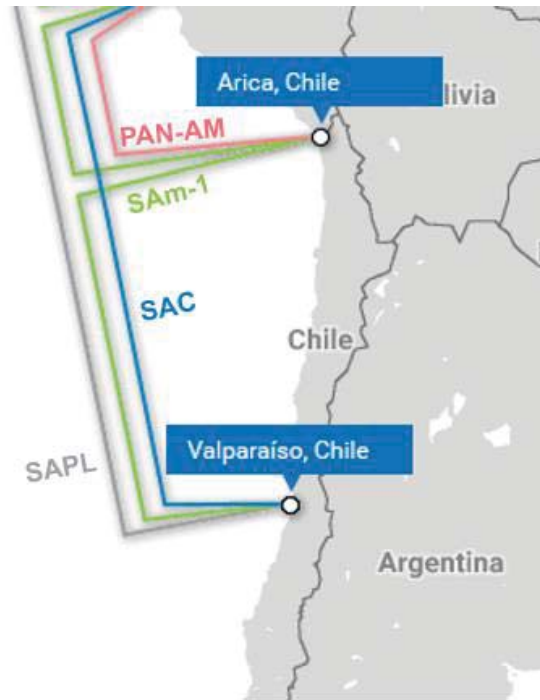 Arica, Chile
livia
PAN-AM
SAm-1
SAC
Chile
Valparaíso, Chile
SAPL
Argentina